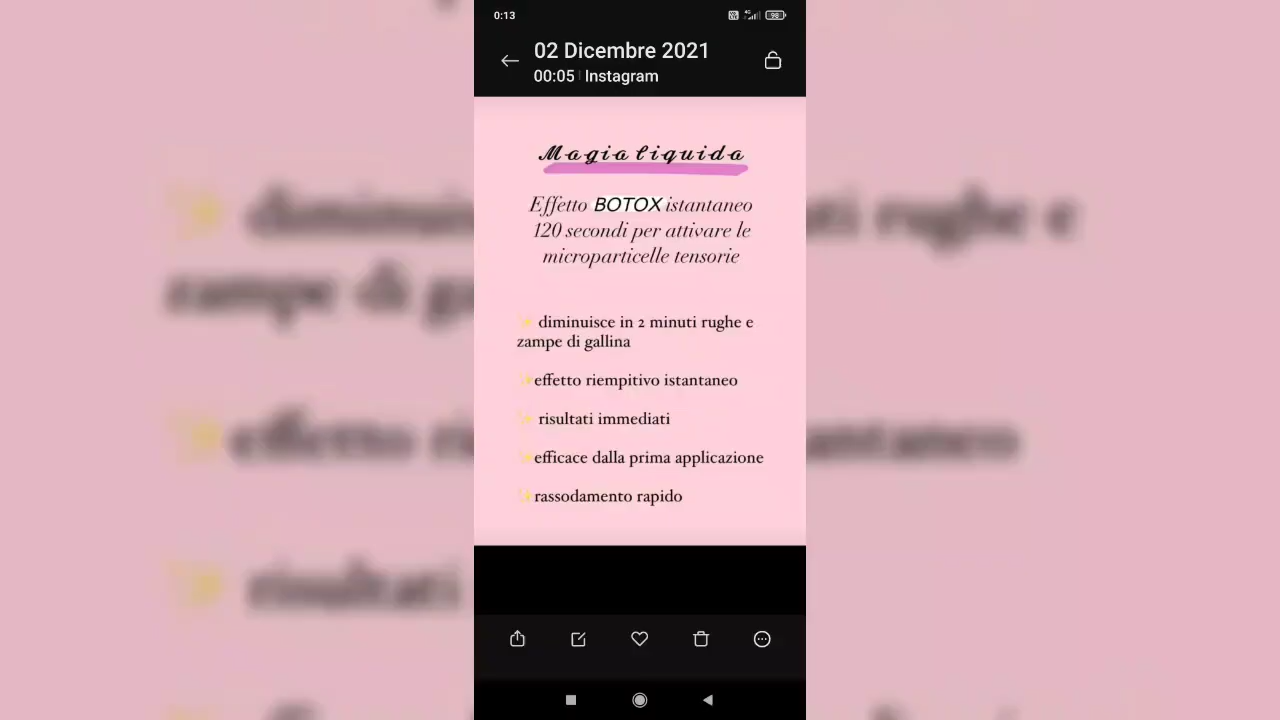 0:13
4G
98
02 Dicembre 2021
00:05 | Instagram
Magia liquida
Effetto BOTOX istantaneo
120 secondi per attivare le
microparticelle tensorie
✨ diminuisce in 2 minuti rughe e
zampe di gallina
✨effetto riempitivo istantaneo
✨ risultati immediati
✨efficace dalla prima applicazione
✨rassodamento rapido